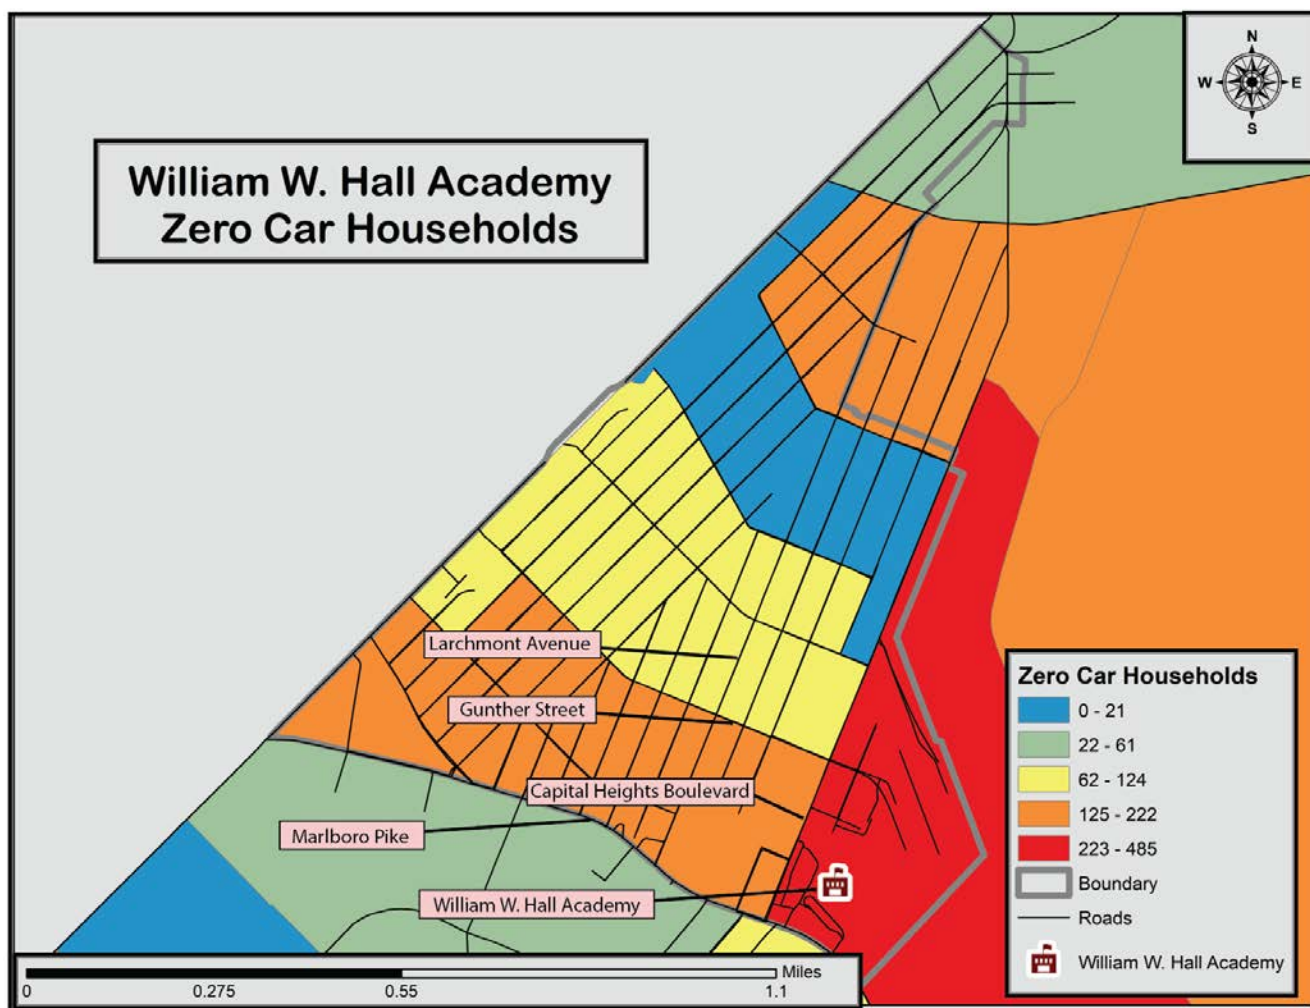 William W. Hall Academy
Zero Car Households
N
W
E
S
Larchmont Avenue
Gunther Street
Capital Heights Boulevard
Marlboro Pike
William W. Hall Academy
Zero Car Households
0 - 21
22 - 61
62 - 124
125 - 222
223 - 485
Boundary
Roads
William W. Hall Academy
Miles
0
0.275
0.55
1.1